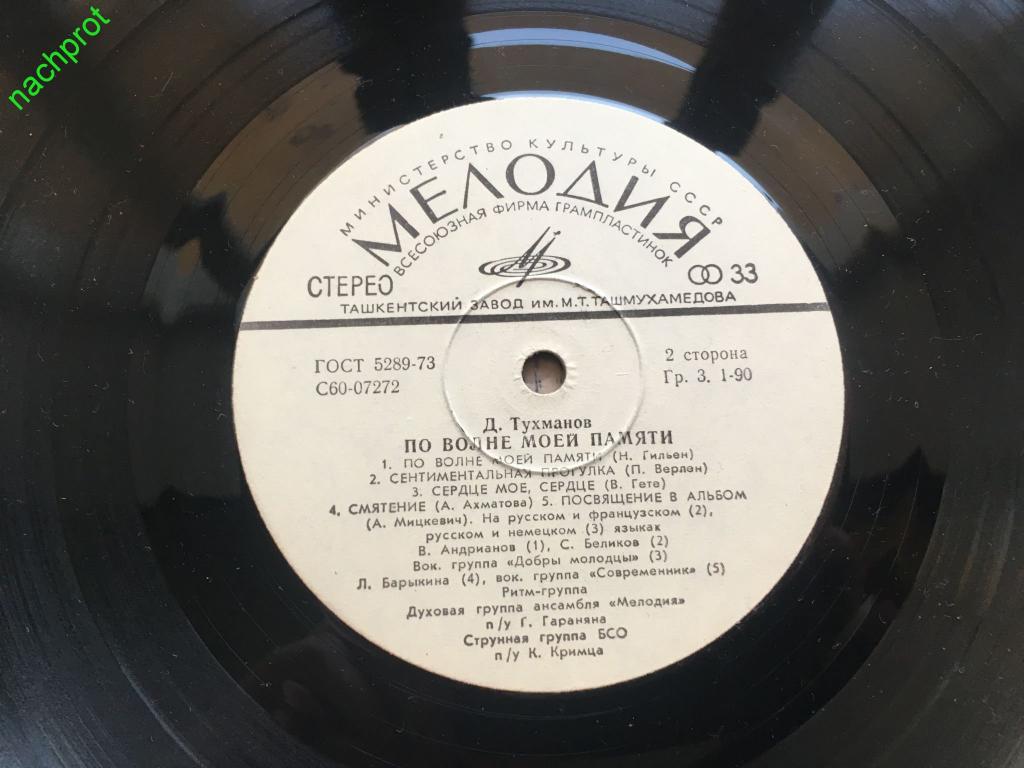 nachprot
МИНИСТЕРСТВО КУЛЬТУРЫ СССР
МЕЛОДИЯ
ВСЕСОЮЗНАЯ ФИРМА ГРАМПЛАСТИНОК
СТЕРЕО
33
ТАШКЕНТСКИЙ ЗАВОД ИМ. М.Т. ТАШМУХАМЕДОВА
ГОСТ 5289-73
С60-07272
2 сторона
Гр. 3. 1-90
Д. Тухманов
ПО ВОЛНЕ МОЕЙ ПАМЯТИ
1. ПО ВОЛНЕ МОЕЙ ПАМЯТИ (Н. Гильен)
2. СЕНТИМЕНТАЛЬНАЯ ПРОГУЛКА (П. Верлен)
3. СЕРДЦЕ МОЕ, СЕРДЦЕ (В. Гете)
4. СМЯТЕНИЕ (А. Ахматова) 5. ПОСВЯЩЕНИЕ В АЛЬБОМ
(А. Мицкевич). На русском и французском (2),
русском и немецком (3) языках
В. Андрианов (1), С. Беликов (2)
Вок. группа «Добры молодцы» (3)
Л. Барыкина (4), вок. группа «Современник» (5)
Ритм-группа
Духовая группа ансамбля «Мелодия»
п/у Г. Гараняна
Струнная группа БСО
п/у К. Кримца